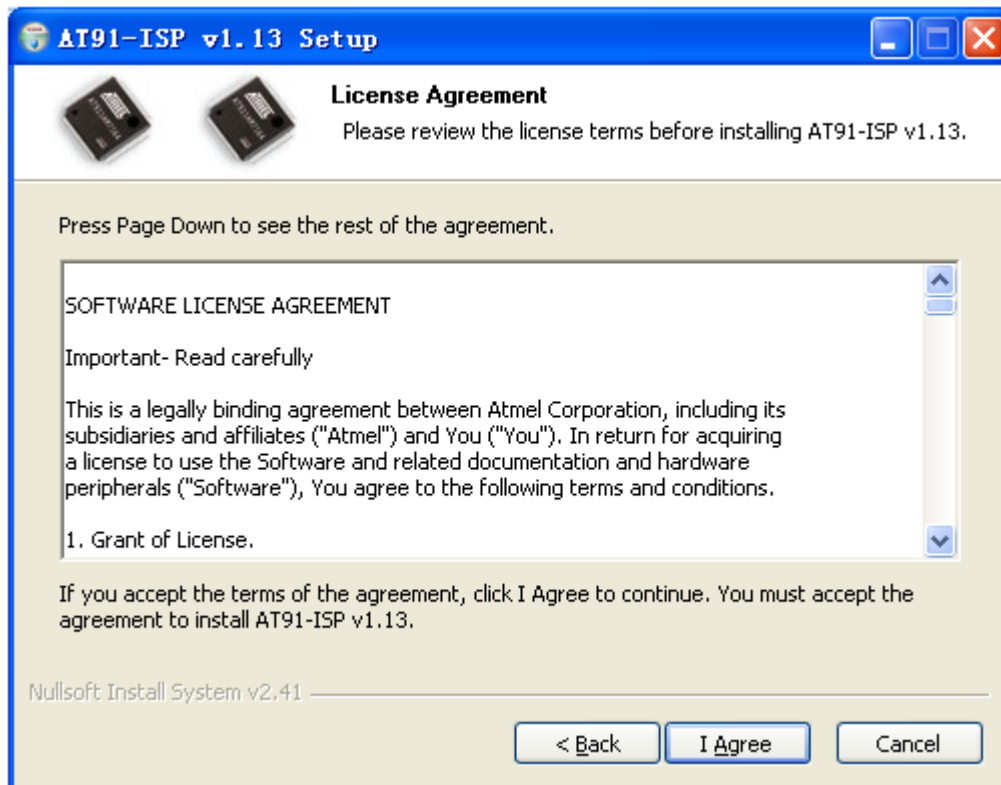 AT91-ISP v1.13 Setup
License Agreement
Please review the license terms before installing AT91-ISP v1.13.
Press Page Down to see the rest of the agreement.
SOFTWARE LICENSE AGREEMENT
Important- Read carefully
This is a legally binding agreement between Atmel Corporation, including its
subsidiaries and affiliates ("Atmel") and You ("You"). In return for acquiring
a license to use the Software and related documentation and hardware
peripherals ("Software"), You agree to the following terms and conditions.
1. Grant of License.
If you accept the terms of the agreement, click I Agree to continue. You must accept the
agreement to install AT91-ISP v1.13.
Nullsoft Install System v2.41
< Back
I Agree
Cancel